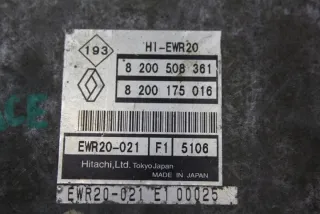 193 HI-EWR20
8 200 508 361
8 200 175 016
EWR20-021 F1 5106
Hitachi,Ltd. Tokyo Japan
MADE IN JAPAN
EWR20-021 E1 00025